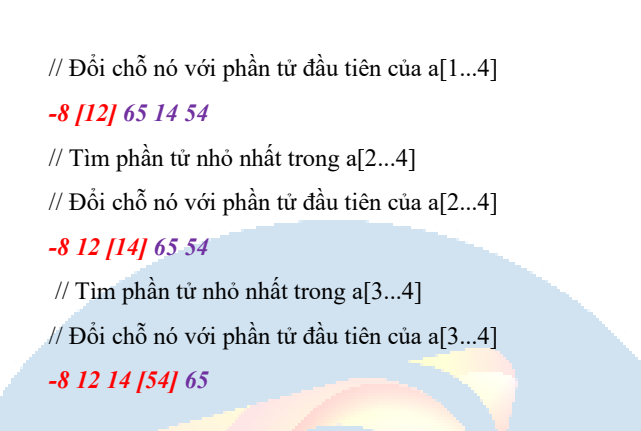 // Đổi chỗ nó với phần tử đầu tiên của a[1...4]
-8 [12] 65 14 54
// Tìm phần tử nhỏ nhất trong a[2...4]
// Đổi chỗ nó với phần tử đầu tiên của a[2...4]
-8 12 [14] 65 54
// Tìm phần tử nhỏ nhất trong a[3...4]
// Đổi chỗ nó với phần tử đầu tiên của a[3...4]
-8 12 14 [54] 65